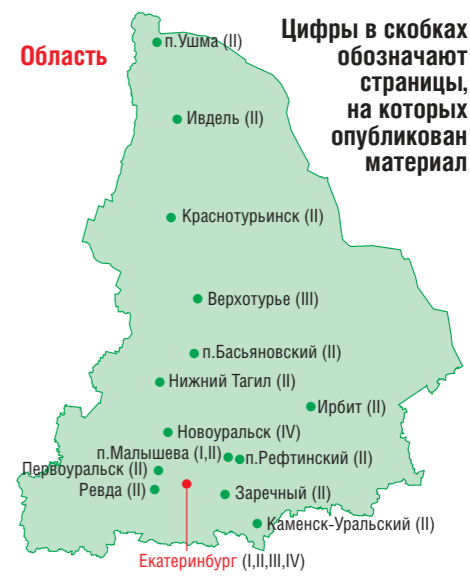 Область
Цифры в скобках
обозначают
страницы,
на которых
опубликован
материал
п.Ушма (II)
Ивдель (II)
Краснотурьинск (II)
Верхотурье (III)
п.Басьяновский (II)
Нижний Тагил (II)
Ирбит (II)
Новоуральск (IV)
п.Малышева (I,II)
п.Рефтинский (II)
Первоуральск (II)
Ревда (II)
Заречный (II)
Каменск-Уральский (II)
Екатеринбург (I,II,III,IV)